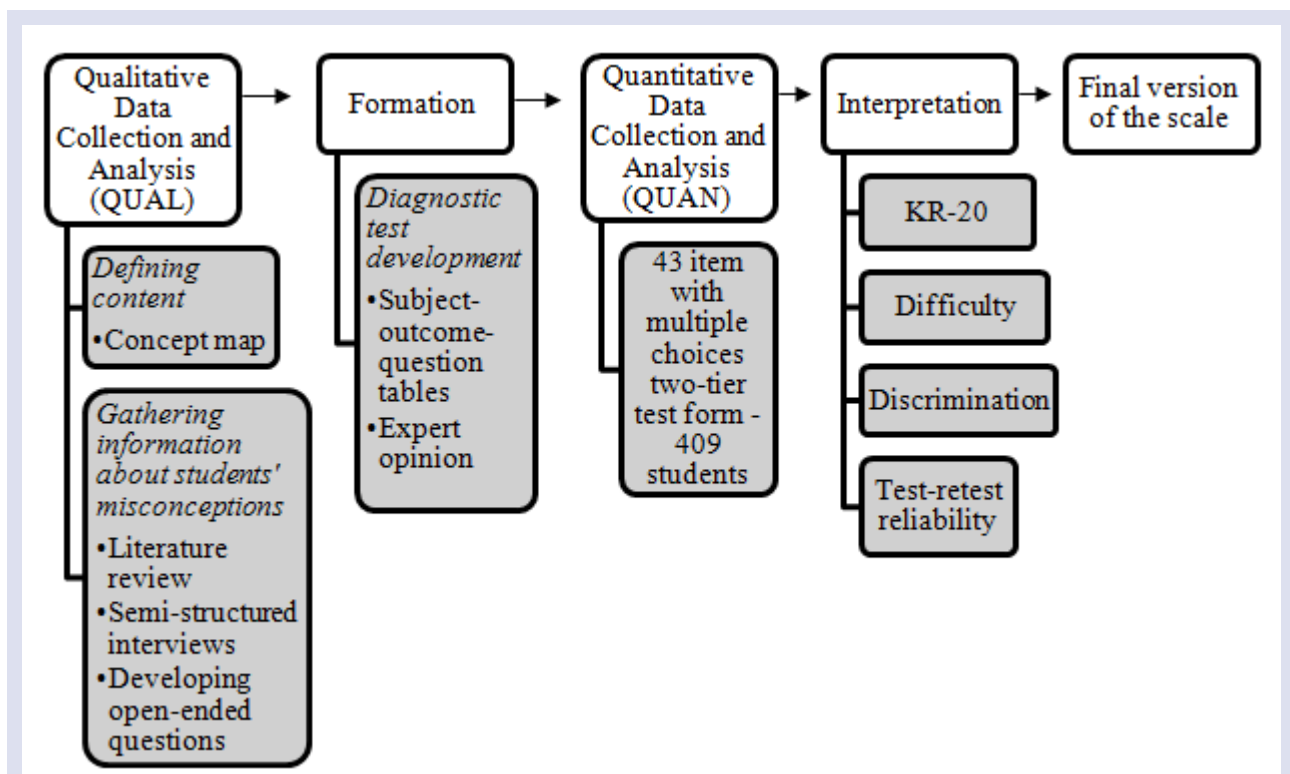 Qualitative
Data
Collection and
Analysis
(QUAL)
Defining
content
•Concept map
Gathering
information
about students'
misconceptions
•Literature
review
•Semi-structured
interviews
•Developing
open-ended
questions
Formation
Diagnostic
test
development
•Subject-
outcome-
question
tables
•Expert
opinion
Quantitative
Data
Collection and
Analysis
(QUAN)
43 item
with
multiple
choices
two-tier
test form -
409
students
Interpretation
KR-20
Difficulty
Discrimination
Test-retest
reliability
Final version
of the scale